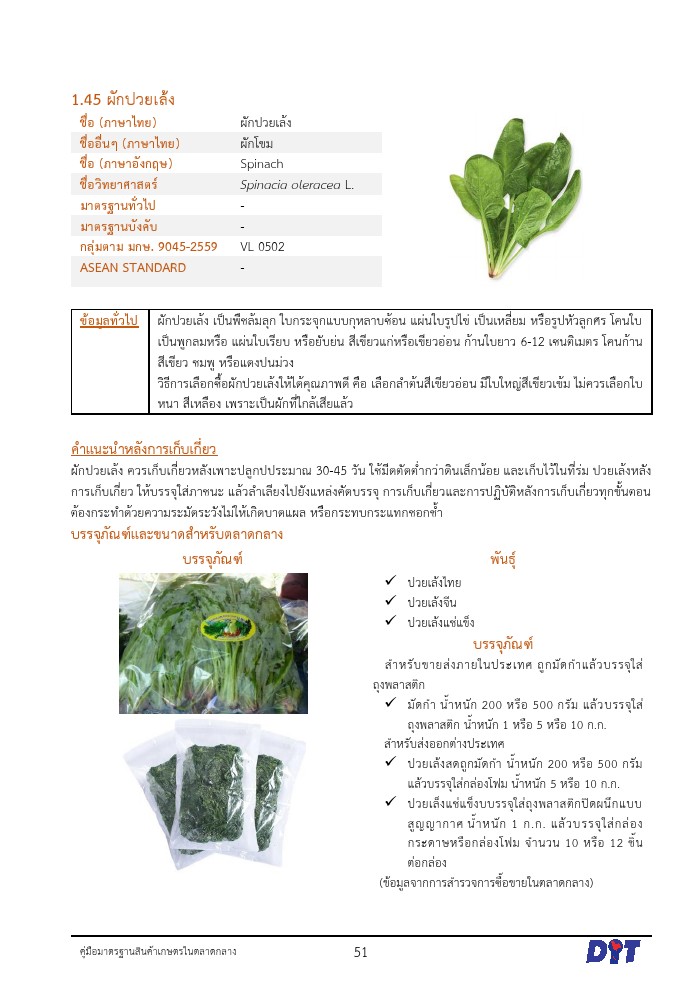 1.45 ผักปวยเล้ง
ชื่อ (ภาษาไทย) ผักปวยเล้ง
ชื่ออื่นๆ (ภาษาไทย) ผักโขม
ชื่อ (ภาษาอังกฤษ) Spinach
ชื่อวิทยาศาสตร์ Spinacia oleracea L.
มาตรฐานทั่วไป -
มาตรฐานบังคับ -
กลุ่มตาม มกษ. 9045-2559 VL 0502
ASEAN STANDARD -
ข้อมูลทั่วไป ผักปวยเล้ง เป็นพืชล้มลุก ใบกระจุกแบบกุหลาบซ้อน แผ่นใบรูปไข่ เป็นเหลี่ยม หรือรูปหัวลูกศร โคนใบ
เป็นพูกลมหรือ แผ่นใบเรียบ หรือยับย่น สีเขียวแก่หรือเขียวอ่อน ก้านใบยาว 6-12 เซนติเมตร โคนก้าน
สีเขียว ชมพู หรือแดงปนม่วง
วิธีการเลือกซื้อผักปวยเล้งให้ได้คุณภาพดี คือ เลือกลำต้นสีเขียวอ่อน มีใบใหญ่สีเขียวเข้ม ไม่ควรเลือกใบ
หนา สีเหลือง เพราะเป็นผักที่ใกล้เสียแล้ว
คำแนะนำหลังการเก็บเกี่ยว
ผักปวยเล้ง ควรเก็บเกี่ยวหลังเพาะปลูกปประมาณ 30-45 วัน ใช้มีดตัดต่ำกว่าดินเล็กน้อย และเก็บไว้ในที่ร่ม ปวยเล้งหลัง
การเก็บเกี่ยว ให้บรรจุใส่ภาชนะ แล้วลำเลียงไปยังแหล่งคัดบรรจุ การเก็บเกี่ยวและการปฏิบัติหลังการเก็บเกี่ยวทุกขั้นตอน
ต้องกระทำด้วยความระมัดระวังไม่ให้เกิดบาดแผล หรือกระทบกระแทกชอกช้ำ
บรรจุภัณฑ์และขนาดสำหรับตลาดกลาง
บรรจุภัณฑ์
พันธุ์
✓ ปวยเล้งไทย
✓ ปวยเล้งจีน
✓ ปวยเล้งแช่แข็ง
บรรจุภัณฑ์
สำหรับขายส่งภายในประเทศ ถูกมัดกำแล้วบรรจุใส่
ถุงพลาสติก
✓ มัดกำ น้ำหนัก 200 หรือ 500 กรัม แล้วบรรจุใส่
ถุงพลาสติก น้ำหนัก 1 หรือ 5 หรือ 10 ก.ก.
สำหรับส่งออกต่างประเทศ
✓ ปวยเล้งสดถูกมัดกำ น้ำหนัก 200 หรือ 500 กรัม
แล้วบรรจุใส่กล่องโฟม น้ำหนัก 5 หรือ 10 ก.ก.
✓ ปวยเล็งแช่แข็งบบรรจุใส่ถุงพลาสติกปิดผนึกแบบ
สูญญากาศ น้ำหนัก 1 ก.ก. แล้วบรรจุใส่กล่อง
กระดาษหรือกล่องโฟม จำนวน 10 หรือ 12 ชิ้น
ต่อกล่อง
(ข้อมูลจากการสำรวจการซื้อขายในตลาดกลาง)
คู่มือมาตรฐานสินค้าเกษตรในตลาดกลาง 51 DIT